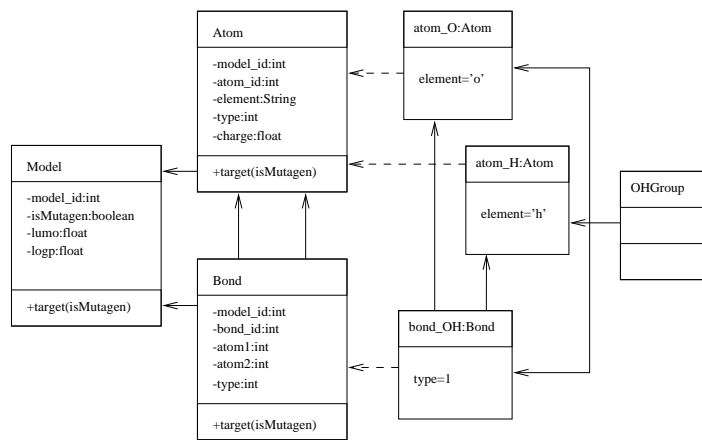 Atom
-model_id:int
-atom_id:int
-element:String
-type:int
-charge:float
+target(isMutagen)
atom_O:Atom
element='o'
Model
-model_id:int
-isMutagen:boolean
-lumo:float
-logp:float
+target(isMutagen)
atom_H:Atom
element='h'
OHGroup
Bond
-model_id:int
-bond_id:int
-atom1:int
-atom2:int
-type:int
+target(isMutagen)
bond_OH:Bond
type=1